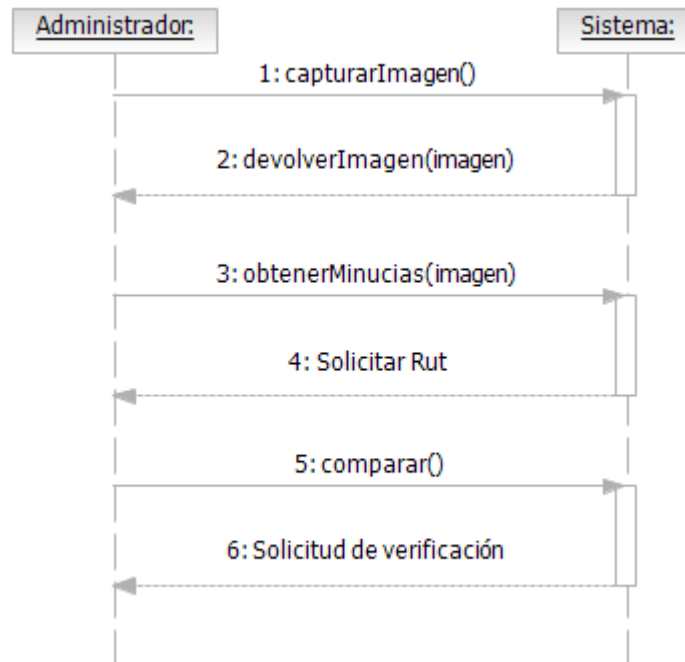 Administrador:
Sistema:
1: capturarImagen()
2: devolverImagen(imagen)
3: obtenerMinucias(imagen)
4: Solicitar Rut
5: comparar()
6: Solicitud de verificación